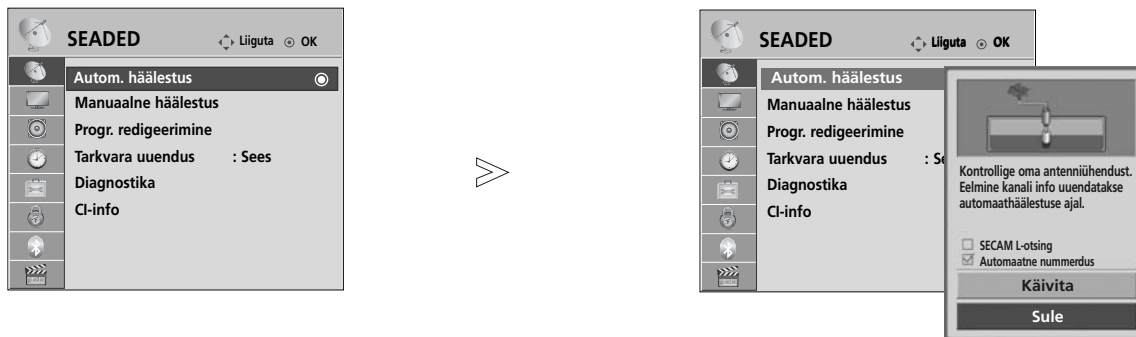 SEADED Liiguta OK
Autom. häälestus
Manuaalne häälestus
Progr. redigeerimine
Tarkvara uuendus : Sees
Diagnostika
CI-info
SEADED Liiguta OK
Autom. häälestus
Manuaalne häälestus
Progr. redigeerimine
Tarkvara uuendus : Se
Diagnostika
CI-info
Kontrollige oma antenniühendust.
Eelmine kanali info uuendatakse
automaathäälestuse ajal.
SECAM L-otsing
Automaatne nummerdus
Käivita
Sule